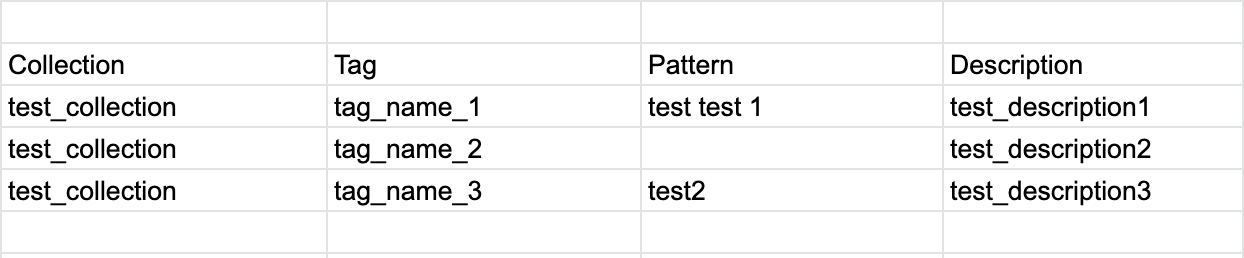 Collection Tag Pattern Description
test_collection tag_name_1 test test 1 test_description1
test_collection tag_name_2 test_description2
test_collection tag_name_3 test2 test_description3